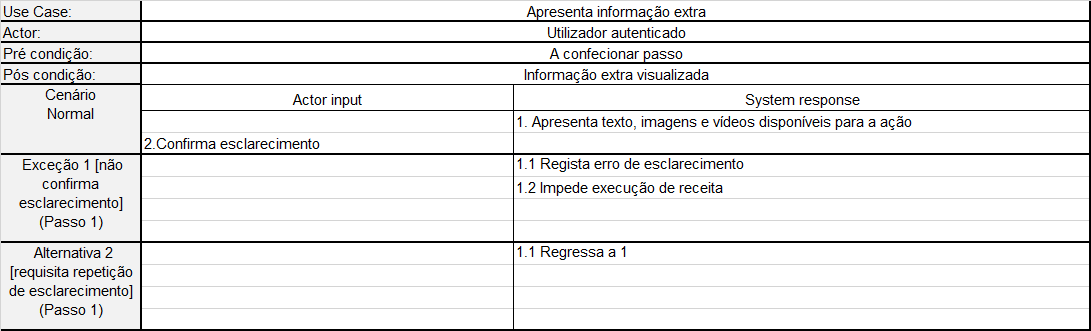 Use Case: Apresenta informação extra
Actor: Utilizador autenticado
Pré condição: A confecionar passo
Pós condição: Informação extra visualizada
Cenário
Normal
Actor input System response
1. Apresenta texto, imagens e vídeos disponíveis para a ação
2.Confirma esclarecimento
Exceção 1 [não
confirma
esclarecimento]
(Passo 1)
1.1 Regista erro de esclarecimento
1.2 Impede execução de receita
Alternativa 2
[requisita repetição
de esclarecimento]
(Passo 1)
1.1 Regressa a 1